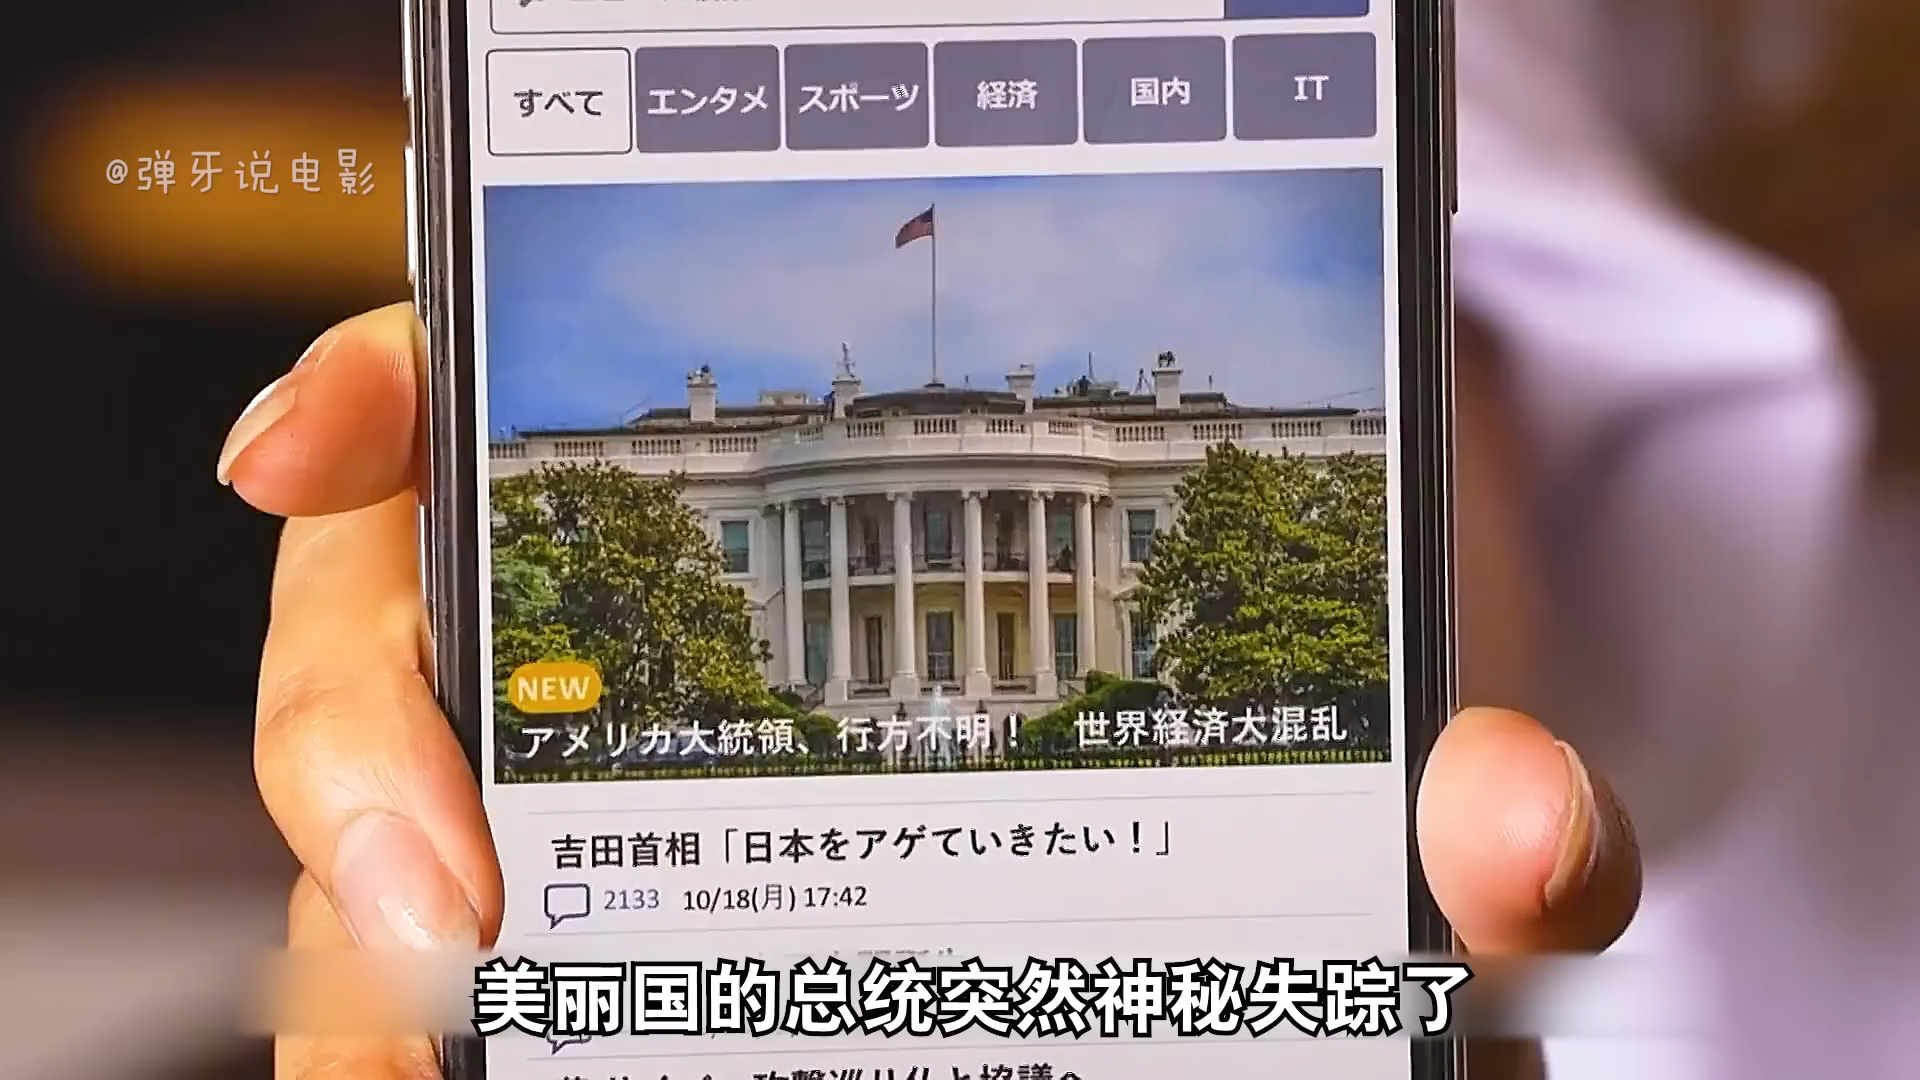 すべて
エンタメ
スポーツ
経済
国内
IT
@弹牙说电影
NEW
アメリカ大統領、行方不明！ 世界経済大混乱
吉田首相「日本をアゲていきたい！」
2133 10/18(月) 17:42
美丽国的总统突然神秘失踪了